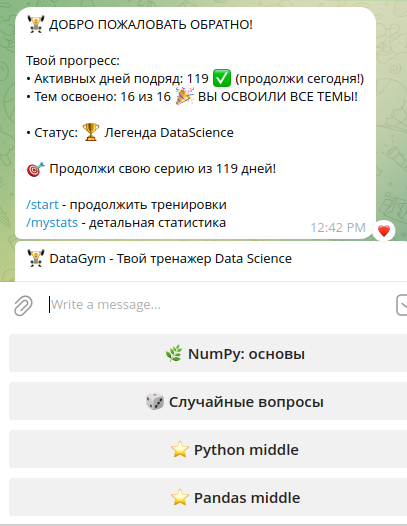 ДОБРО ПОЖАЛОВАТЬ ОБРАТНО!
Твой прогресс:
• Активных дней подряд: 119 ✅ (продолжи сегодня!)
• Тем освоено: 16 из 16 🎉 ВЫ ОСВОИЛИ ВСЕ ТЕМЫ!
• Статус: 🏆 Легенда DataScience
🎯 Продолжи свою серию из 119 дней!
/start - продолжить тренировки
/mystats - детальная статистика
12:42 PM
DataGym - Твой тренажер Data Science
Write a message...
🌿 NumPy: основы
🎲 Случайные вопросы
⭐ Python middle
⭐ Pandas middle